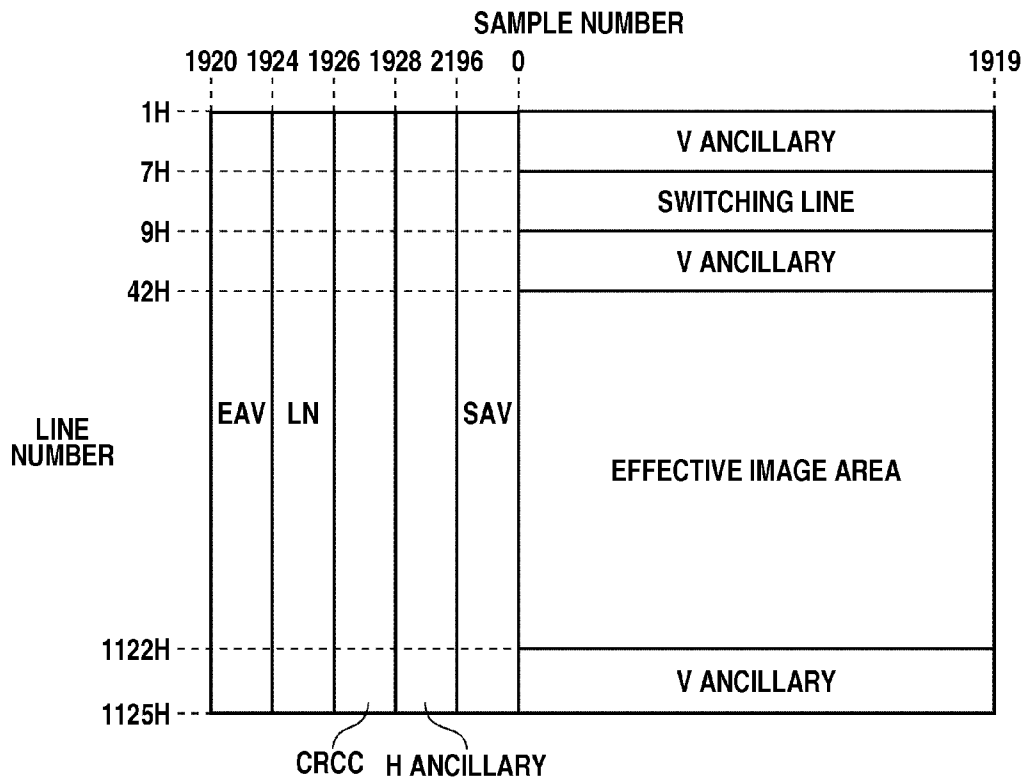 SAMPLE NUMBER
1920 1924 1926 1928 2196 0 1919
1H
V ANCILLARY
7H
SWITCHING LINE
9H
V ANCILLARY
42H
EAV LN SAV
LINE
NUMBER
EFFECTIVE IMAGE AREA
1122H
V ANCILLARY
1125H
CRCC H ANCILLARY